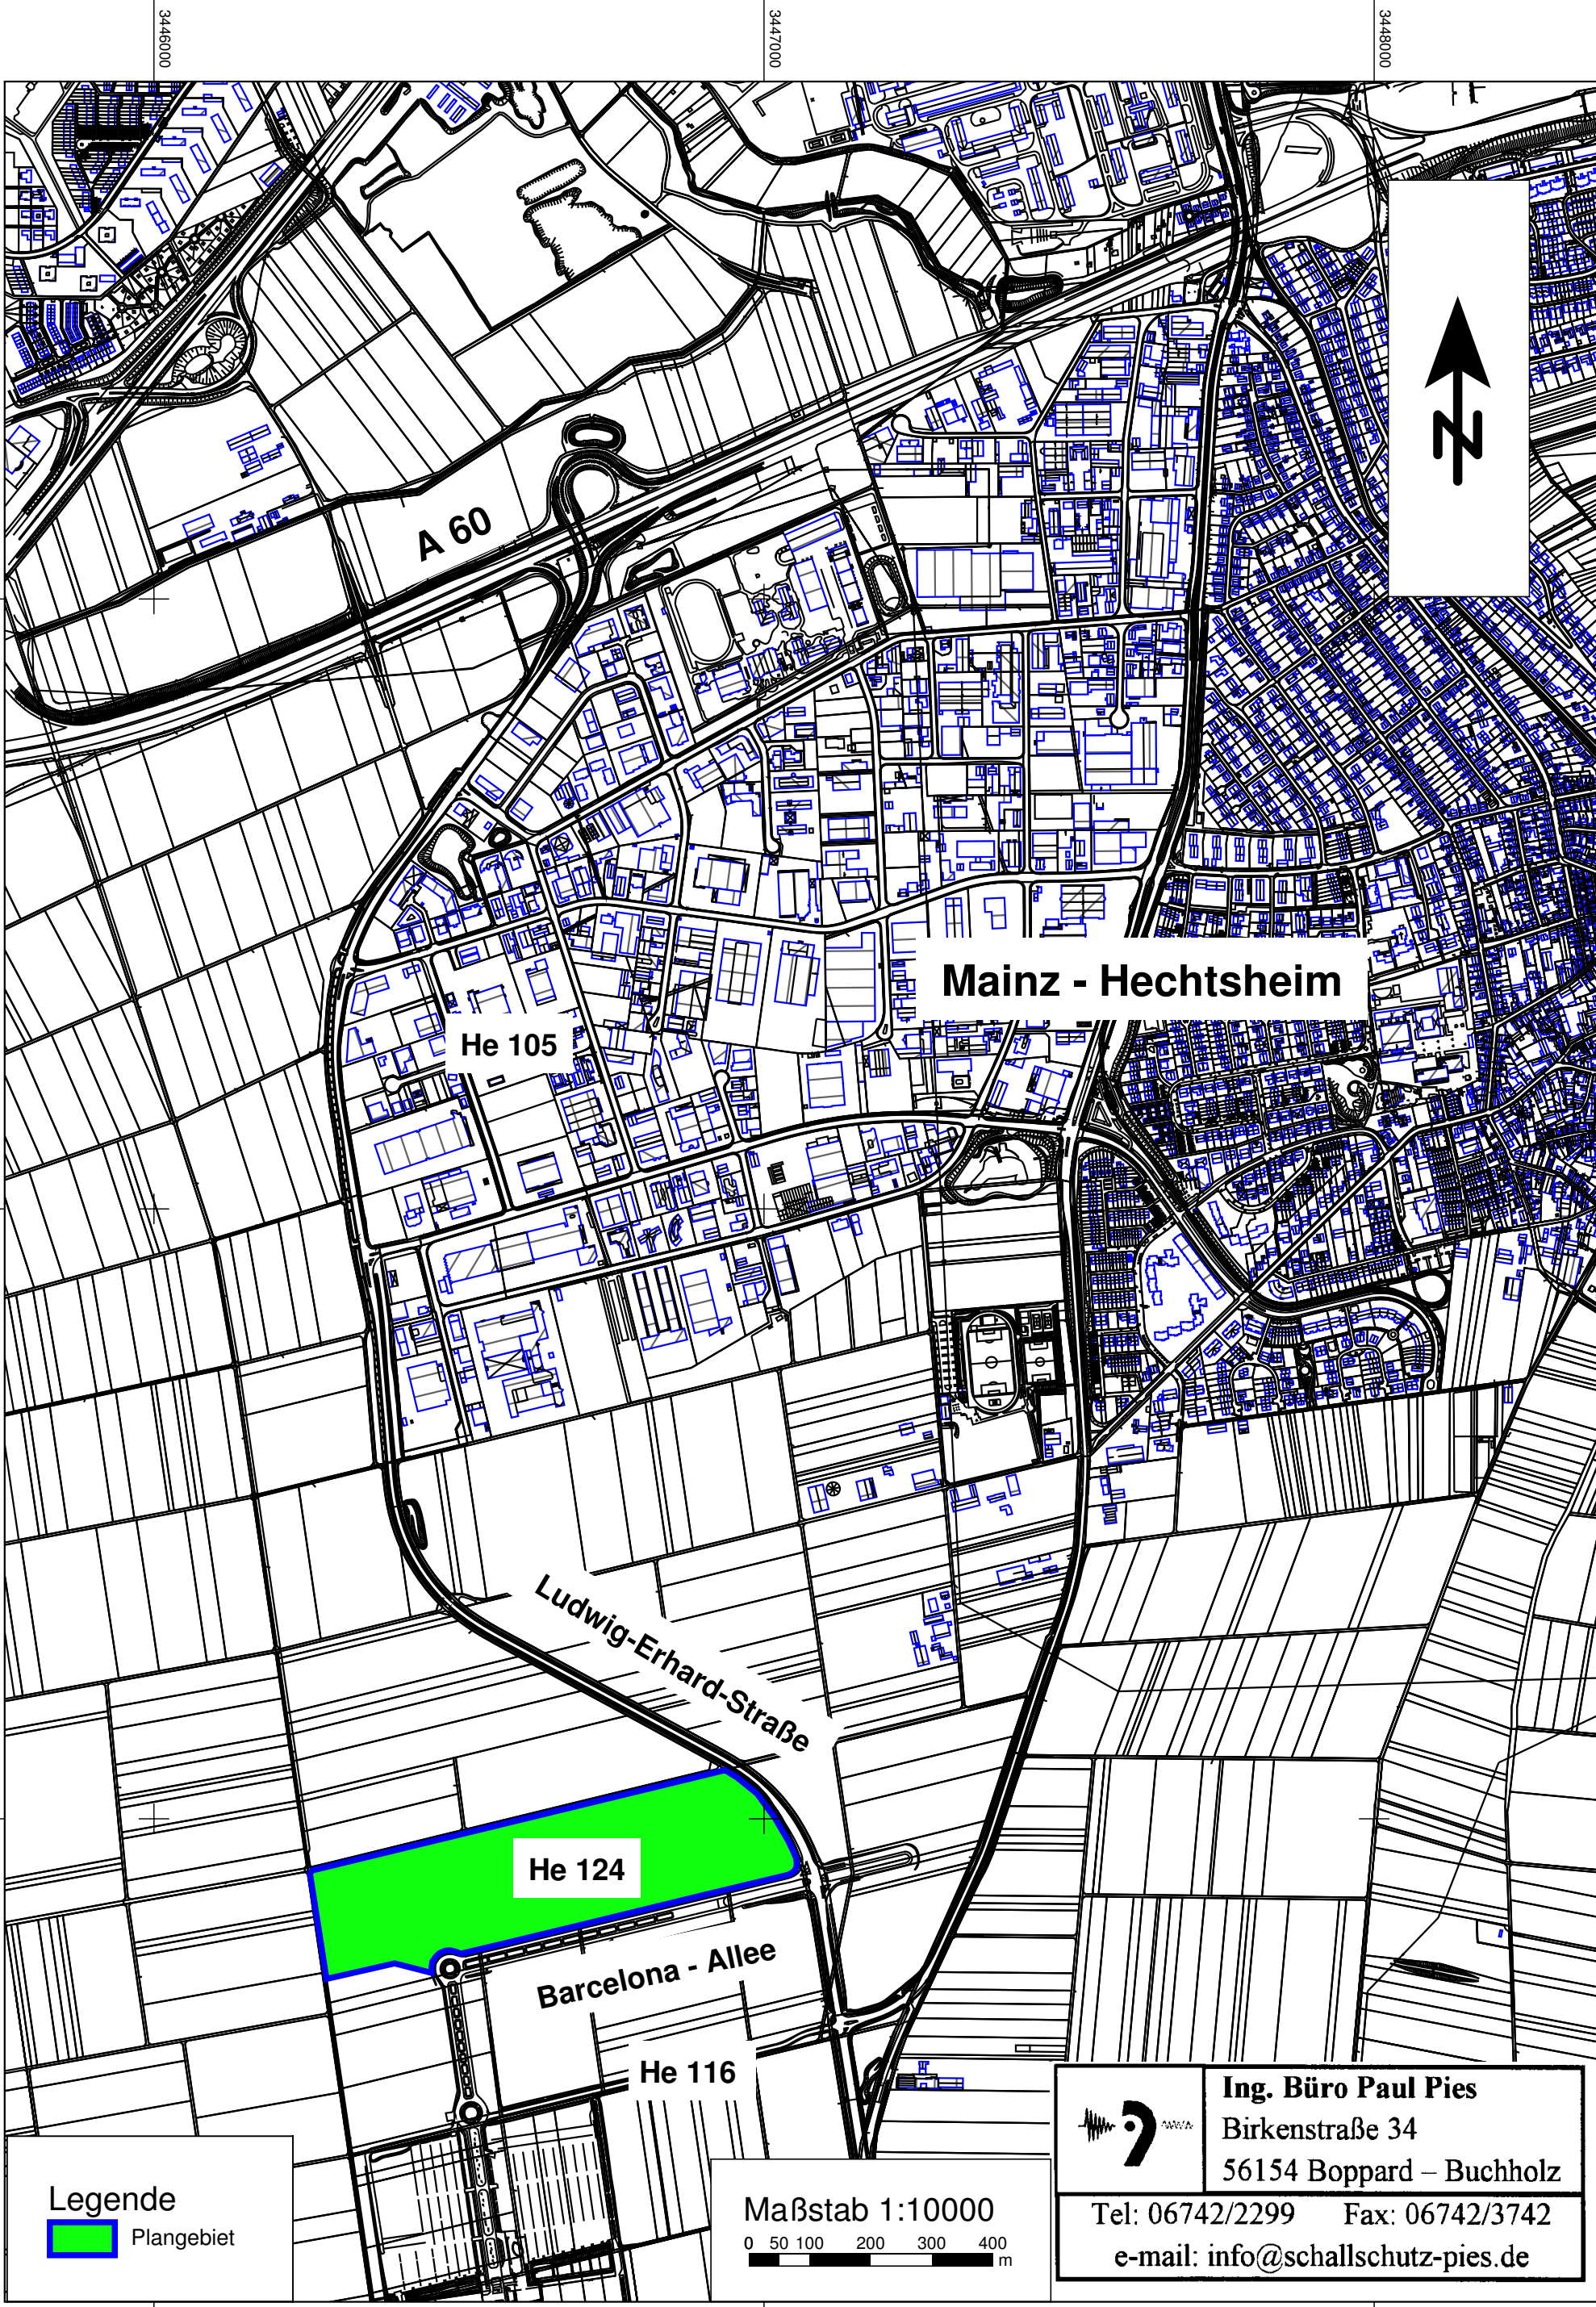 3446000
3447000
3448000
N
A 60
Mainz - Hechtsheim
He 105
Ludwig-Erhard-Straße
He 124
Barcelona - Allee
He 116
Ing. Büro Paul Pies
Birkenstraße 34
56154 Boppard – Buchholz
Tel: 06742/2299 Fax: 06742/3742
e-mail: info@schallschutz-pies.de
Legende
Plangebiet
Maßstab 1:10000
0 50 100 200 300 400
m